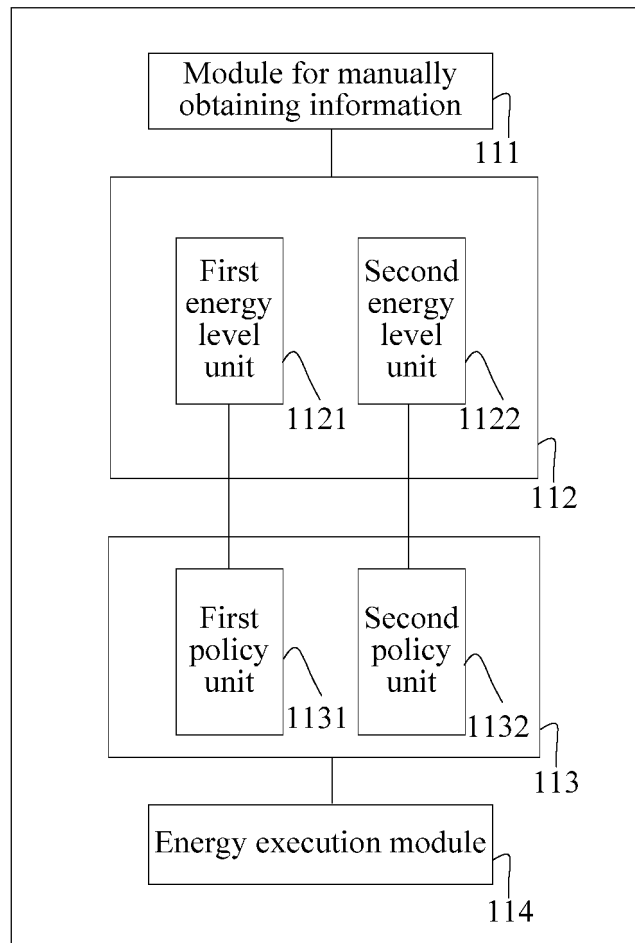 Module for manually
obtaining information
111
First
energy
level
unit
1121
Second
energy
level
unit
1122
112
First
policy
unit
1131
Second
policy
unit
1132
113
Energy execution module
114